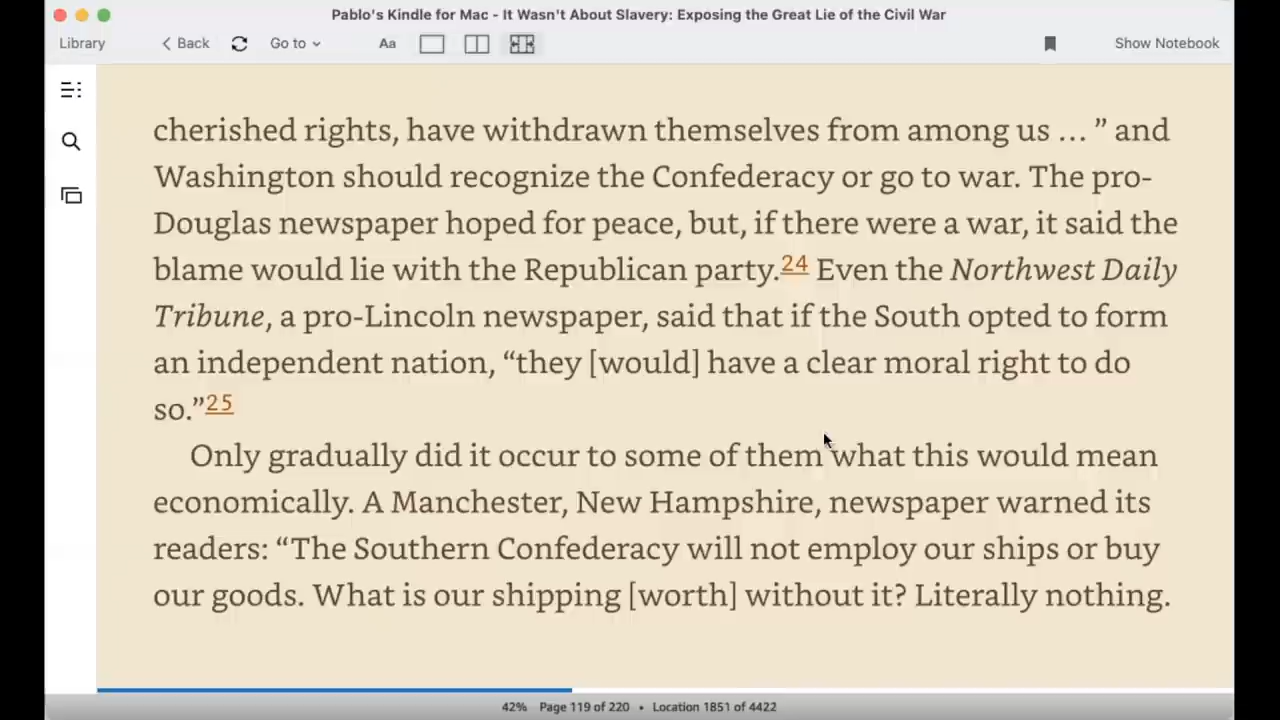 Pablo's Kindle for Mac - It Wasn't About Slavery: Exposing the Great Lie of the Civil War
Library
Back
Go to
Aa
Show Notebook
cherished rights, have withdrawn themselves from among us … ” and
Washington should recognize the Confederacy or go to war. The pro-
Douglas newspaper hoped for peace, but, if there were a war, it said the
blame would lie with the Republican party.24 Even the Northwest Daily
Tribune, a pro-Lincoln newspaper, said that if the South opted to form
an independent nation, “they [would] have a clear moral right to do
so.”25
Only gradually did it occur to some of them what this would mean
economically. A Manchester, New Hampshire, newspaper warned its
readers: “The Southern Confederacy will not employ our ships or buy
our goods. What is our shipping [worth] without it? Literally nothing.
42% Page 119 of 220 • Location 1851 of 4422